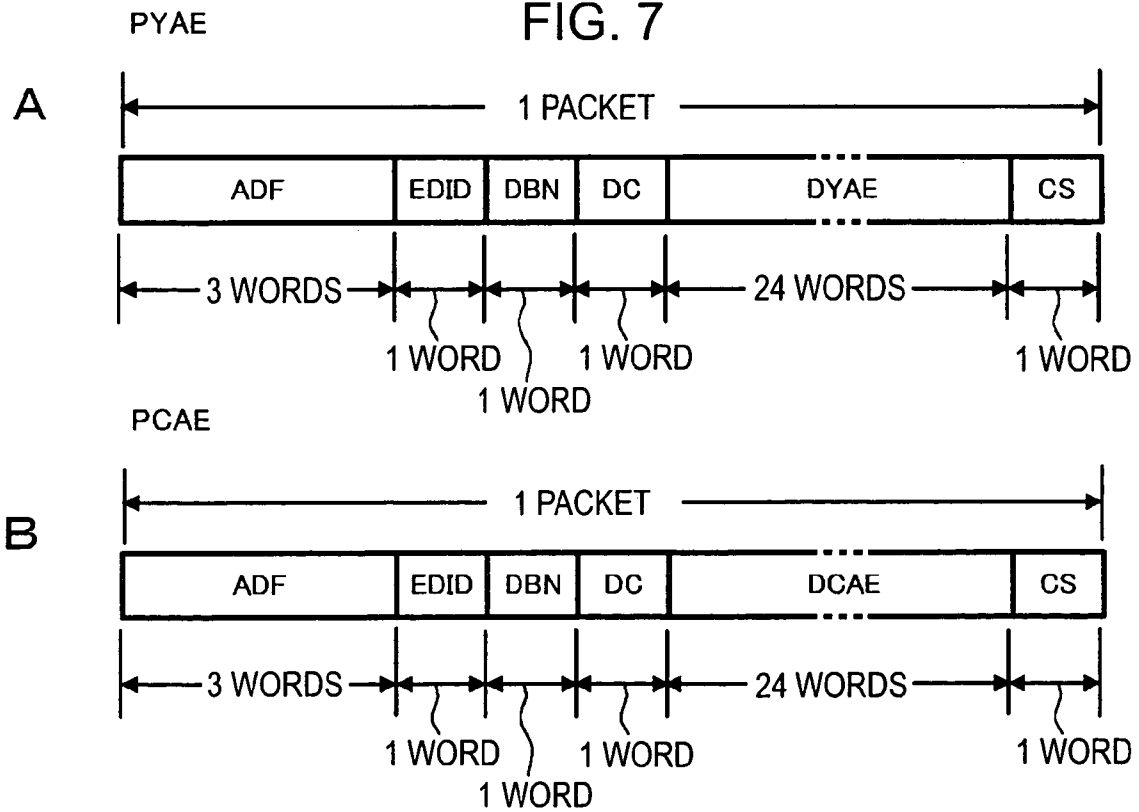 FIG. 7
PYAE
A
1 PACKET
ADF EDID DBN DC DYAE CS
3 WORDS 24 WORDS
1 WORD 1 WORD 1 WORD
1 WORD
PCAE
B
1 PACKET
ADF EDID DBN DC DCAE CS
3 WORDS 24 WORDS
1 WORD 1 WORD 1 WORD
1 WORD